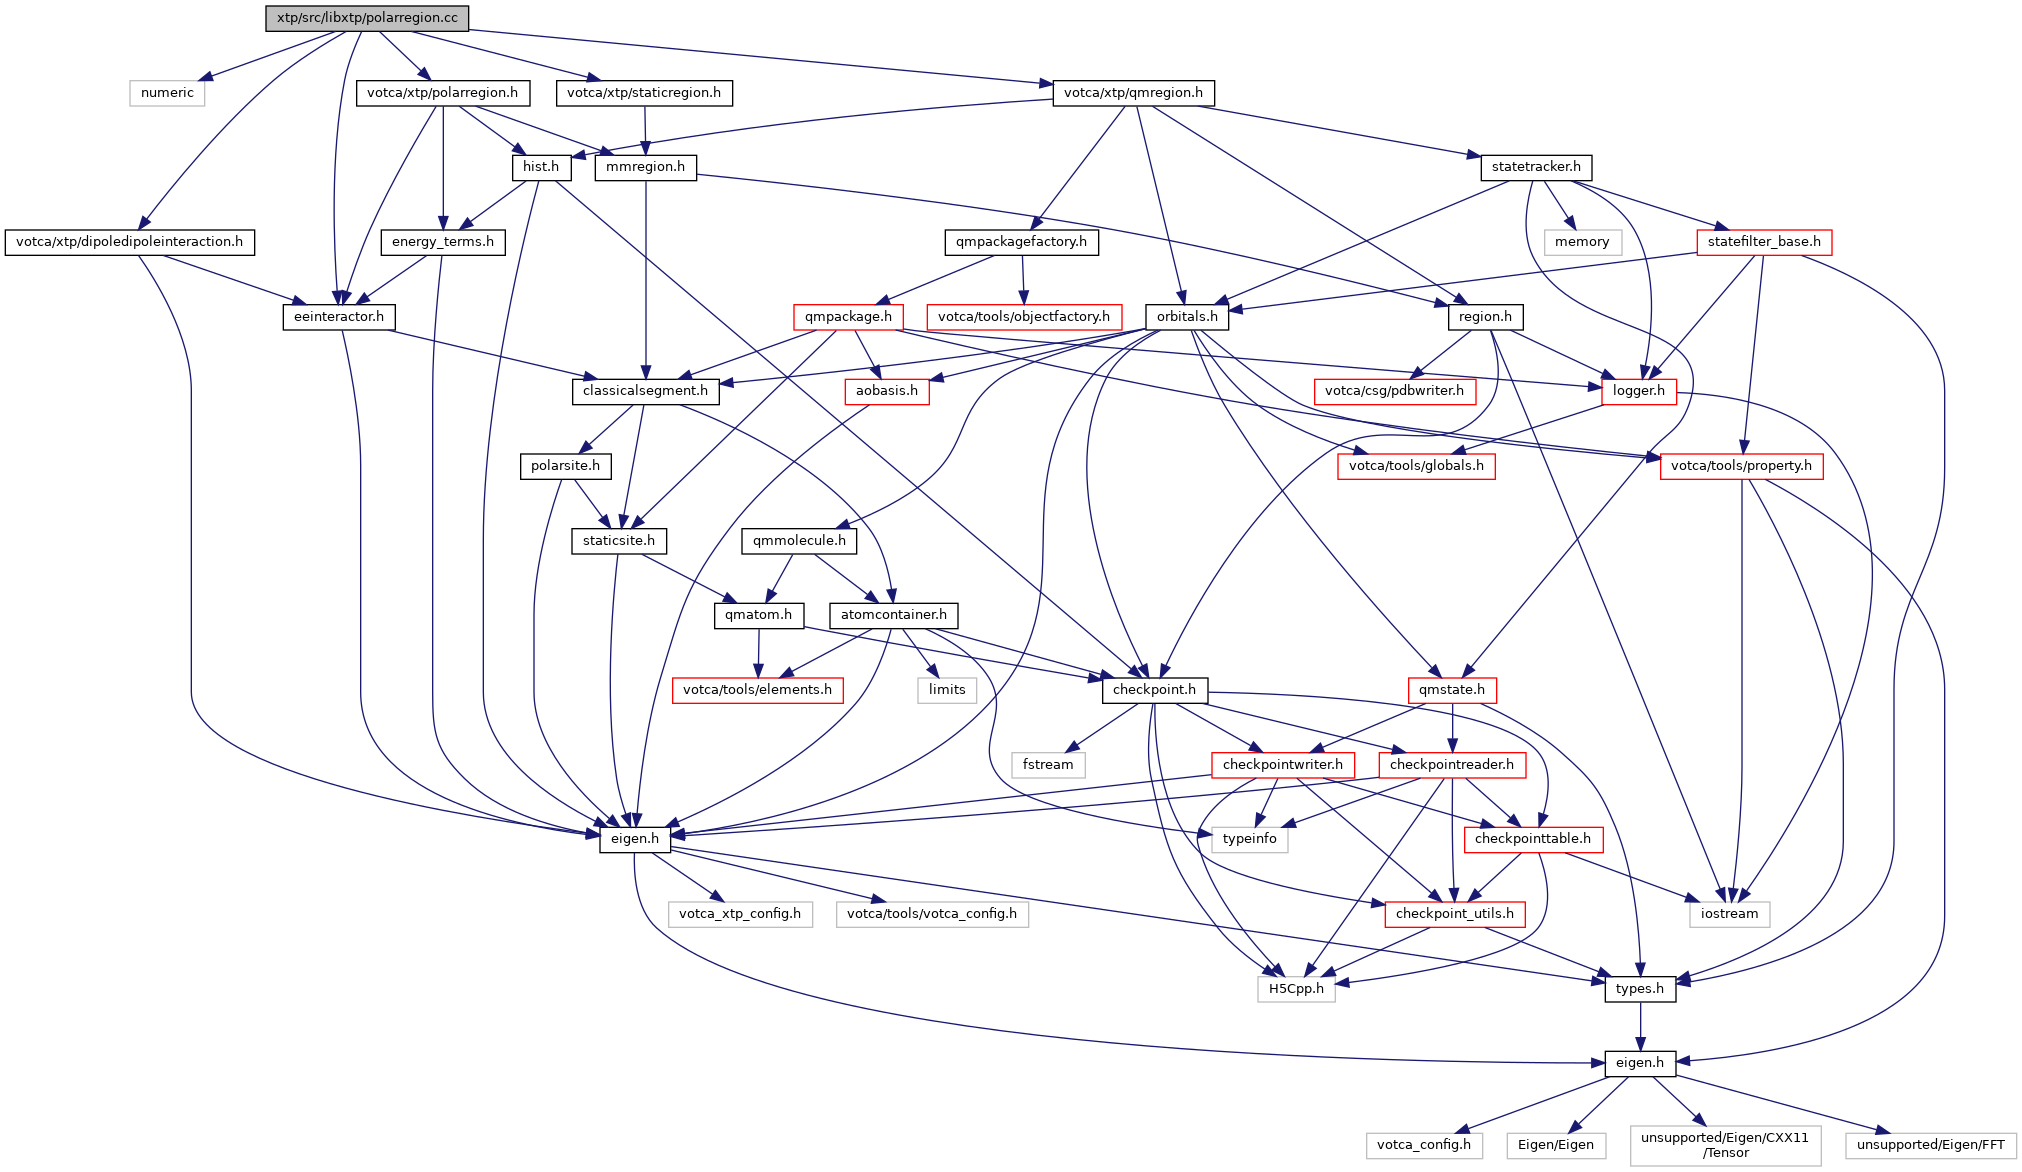 xtp/src/libxtp/polarregion.cc
numeric
votca/xtp/polarregion.h
votca/xtp/staticregion.h
votca/xtp/qmregion.h
hist.h
mmregion.h
statetracker.h
votca/xtp/dipoledipoleinteraction.h
energy_terms.h
qmpackagefactory.h
memory
statefilter_base.h
eeinteractor.h
qmpackage.h
votca/tools/objectfactory.h
orbitals.h
region.h
classicalsegment.h
aobasis.h
votca/csg/pdbwriter.h
logger.h
polarsite.h
votca/tools/globals.h
votca/tools/property.h
staticsite.h
qmmolecule.h
qmatom.h
atomcontainer.h
votca/tools/elements.h
limits
checkpoint.h
qmstate.h
fstream
checkpointwriter.h
checkpointreader.h
eigen.h
typeinfo
checkpointtable.h
votca_xtp_config.h
votca/tools/votca_config.h
checkpoint_utils.h
iostream
H5Cpp.h
types.h
eigen.h
votca_config.h
Eigen/Eigen
unsupported/Eigen/CXX11
/Tensor
unsupported/Eigen/FFT